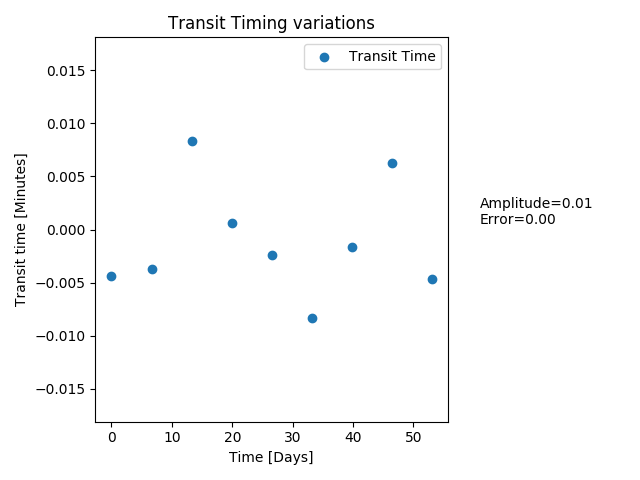 Transit Timing variations
Transit Time
0.015
0.010
0.005
0.000
−0.005
−0.010
−0.015
Transit time [Minutes]
Amplitude=0.01
Error=0.00
0 10 20 30 40 50
Time [Days]